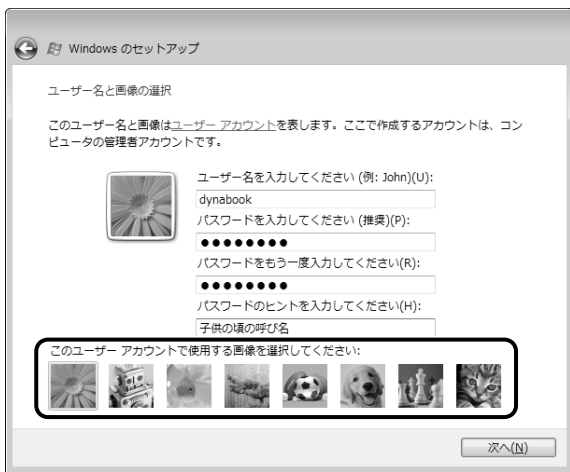 Windows のセットアップ
ユーザー名と画像の選択
このユーザー名と画像はユーザー アカウントを表します。ここで作成するアカウントは、コン
ピュータの管理者アカウントです。
ユーザー名を入力してください (例: John)(U):
dynabook
パスワードを入力してください (推奨)(P):
●●●●●●●●
パスワードをもう一度入力してください(R):
●●●●●●●●
パスワードのヒントを入力してください(H):
子供の頃の呼び名
このユーザー アカウントで使用する画像を選択してください:
次へ(N)